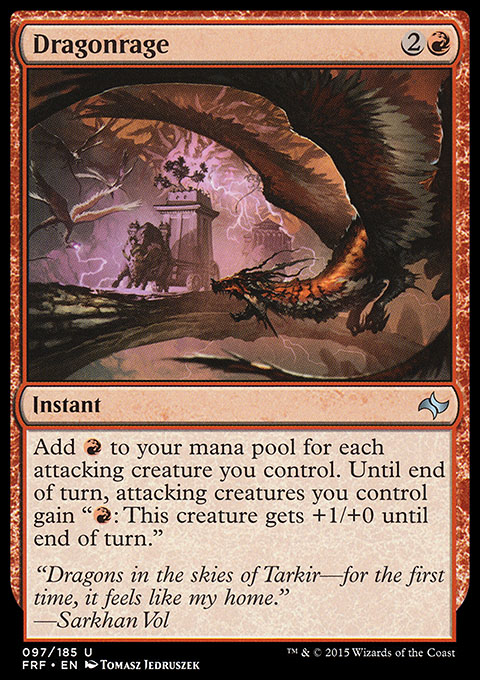 Dragonrage 2
Instant
Add to your mana pool for each
attacking creature you control. Until end
of turn, attacking creatures you control
gain “ : This creature gets +1/+0 until
end of turn.”
“Dragons in the skies of Tarkir—for the first
time, it feels like my home.”
—Sarkhan Vol
097/185 U
FRF • EN Tomasz Jedruszek
™ & © 2015 Wizards of the Coast